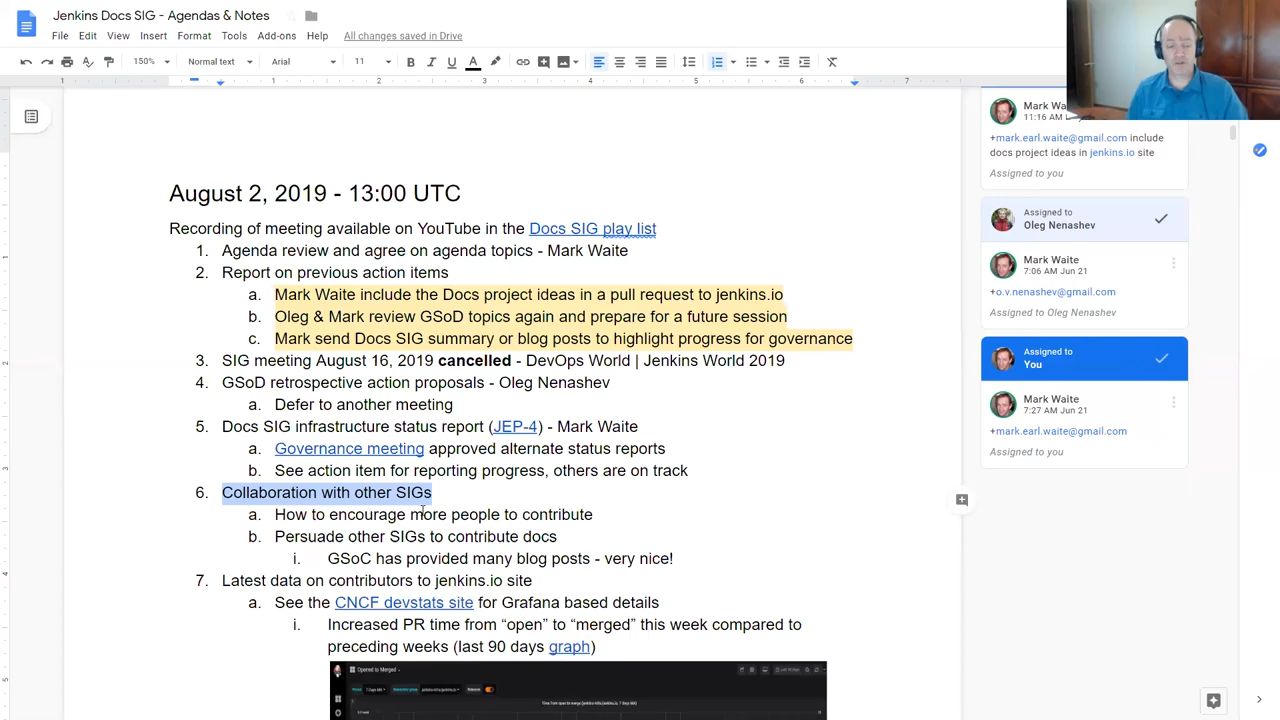 Jenkins Docs SIG - Agendas & Notes
File Edit View Insert Format Tools Add-ons Help All changes saved in Drive
150% Normal text Arial 11 B I U A
1 1 2 3 4 5 6 7
August 2, 2019 - 13:00 UTC
Recording of meeting available on YouTube in the Docs SIG play list
1. Agenda review and agree on agenda topics - Mark Waite
2. Report on previous action items
a. Mark Waite include the Docs project ideas in a pull request to jenkins.io
b. Oleg & Mark review GSoD topics again and prepare for a future session
c. Mark send Docs SIG summary or blog posts to highlight progress for governance
3. SIG meeting August 16, 2019 cancelled - DevOps World | Jenkins World 2019
4. GSoD retrospective action proposals - Oleg Nenashev
a. Defer to another meeting
5. Docs SIG infrastructure status report (JEP-4) - Mark Waite
a. Governance meeting approved alternate status reports
b. See action item for reporting progress, others are on track
6. Collaboration with other SIGs
a. How to encourage more people to contribute
b. Persuade other SIGs to contribute docs
i. GSoC has provided many blog posts - very nice!
7. Latest data on contributors to jenkins.io site
a. See the CNCF devstats site for Grafana based details
i. Increased PR time from “open” to “merged” this week compared to
preceding weeks (last 90 days graph)
Opened to Merged
Mark Wa
11:16 AM
+mark.earl.waite@gmail.com include
docs project ideas in jenkins.io site
Assigned to you
Assigned to
Oleg Nenashev
Mark Waite
7:06 AM Jun 21
+o.v.nenashev@gmail.com
Assigned to Oleg Nenashev
Assigned to
You
Mark Waite
7:27 AM Jun 21
+mark.earl.waite@gmail.com
Assigned to you